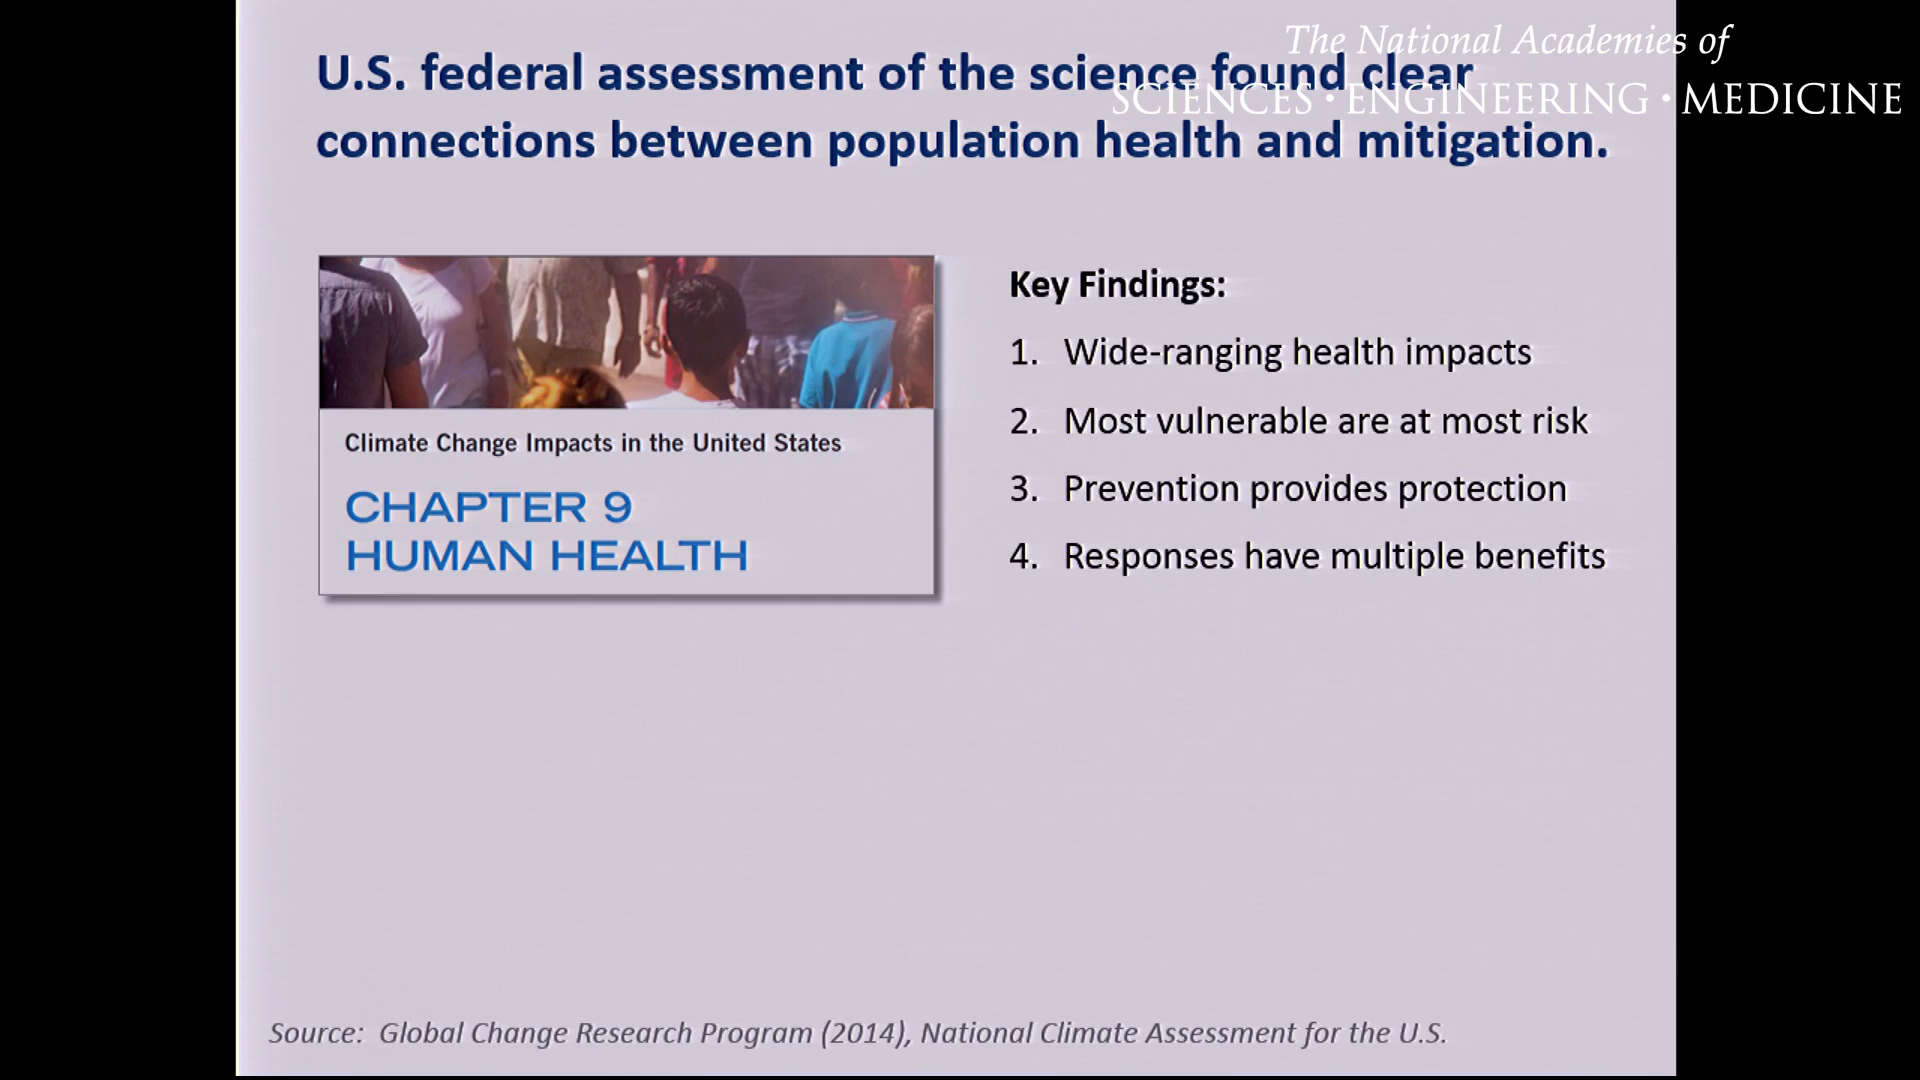 The National Academies of
SCIENCES · ENGINEERING · MEDICINE
U.S. federal assessment of the science found clear
connections between population health and mitigation.
Climate Change Impacts in the United States
CHAPTER 9
HUMAN HEALTH
Key Findings:
1. Wide-ranging health impacts
2. Most vulnerable are at most risk
3. Prevention provides protection
4. Responses have multiple benefits
Source: Global Change Research Program (2014), National Climate Assessment for the U.S.